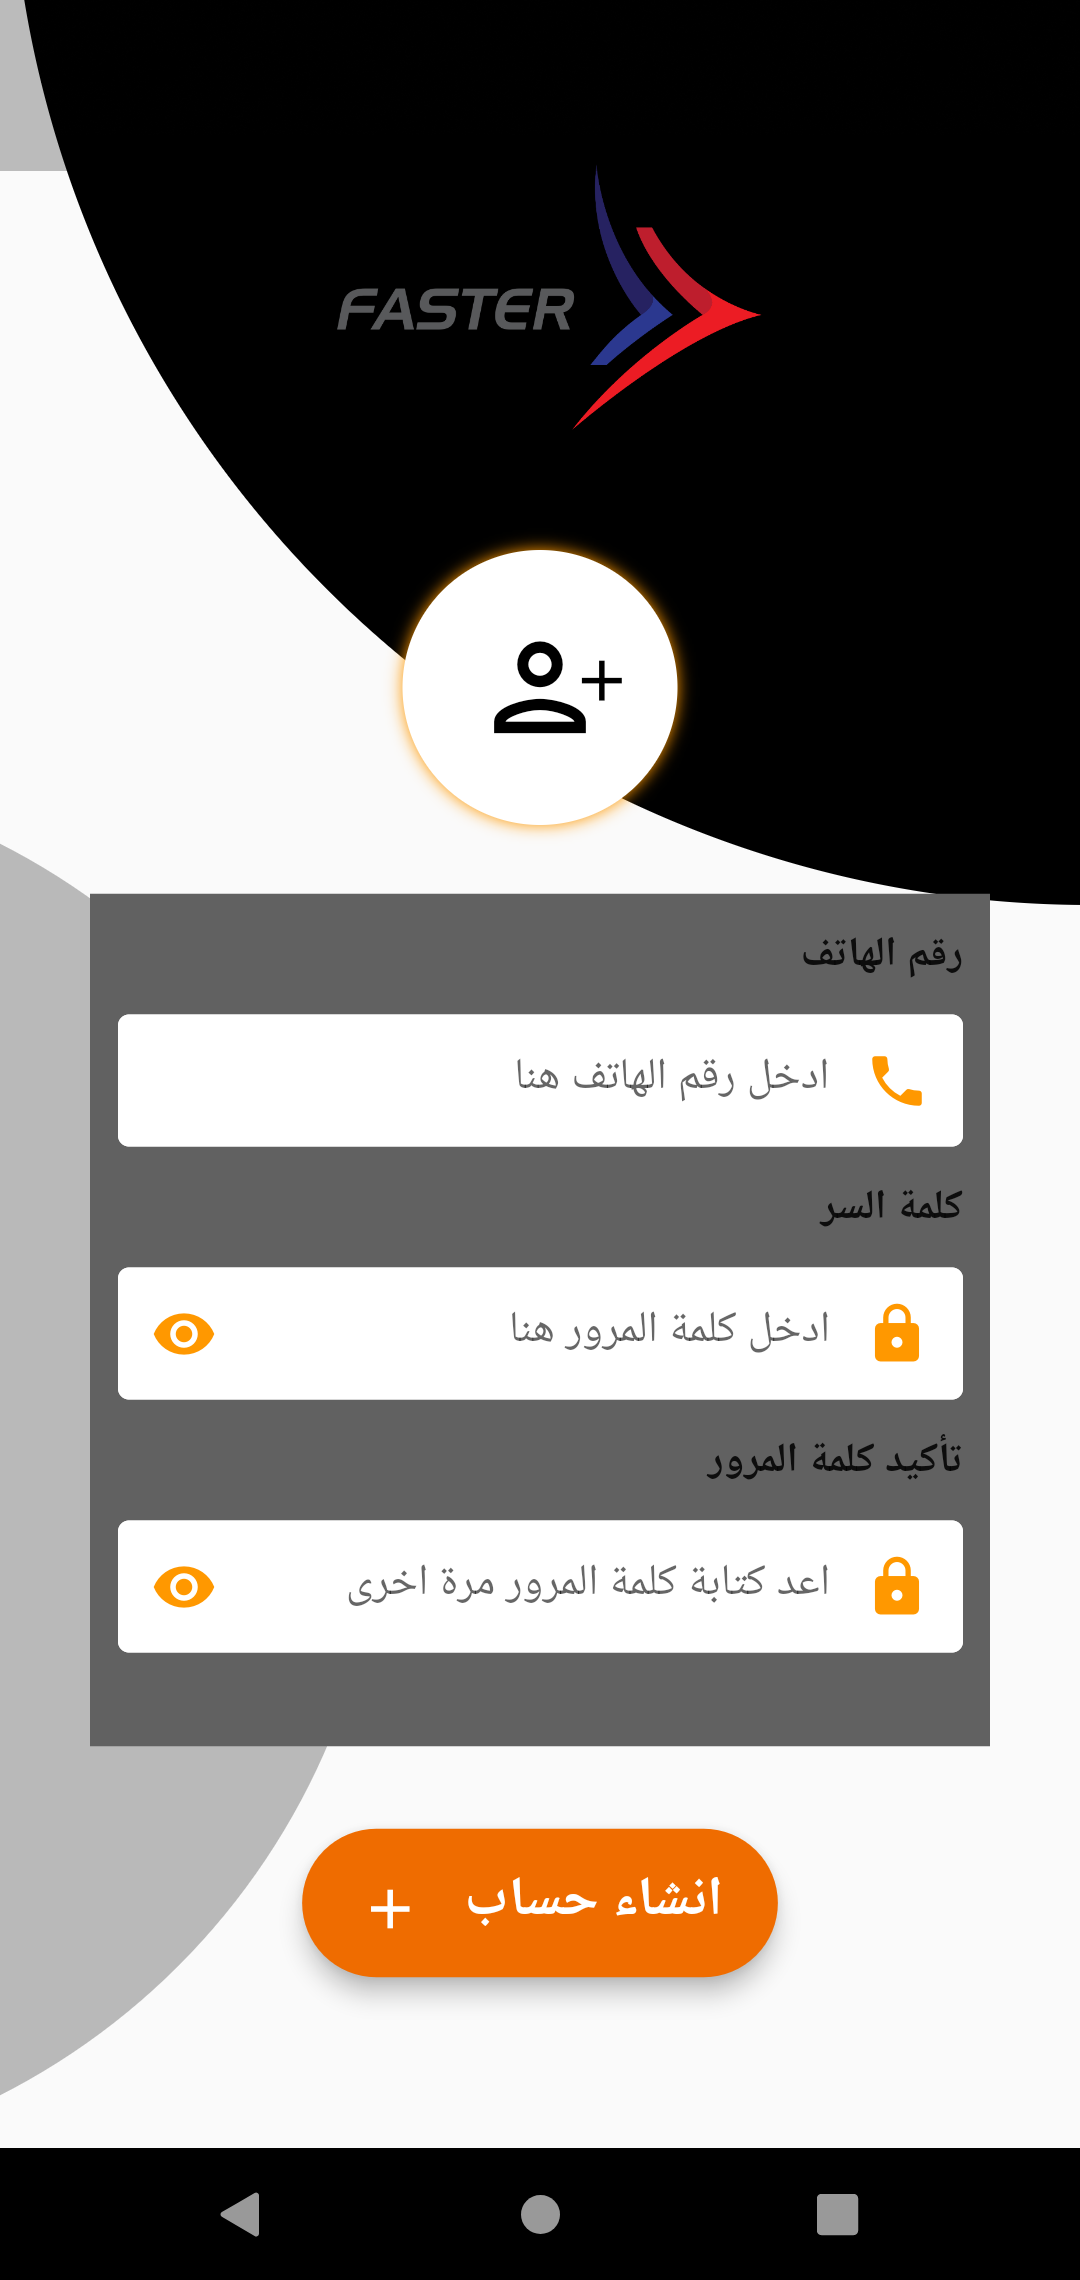 FASTER
رقم الهاتف
ادخل رقم الهاتف هنا
كلمة السر
ادخل كلمة المرور هنا
تأكيد كلمة المرور
اعد كتابة كلمة المرور مرة اخرى
انشاء حساب +